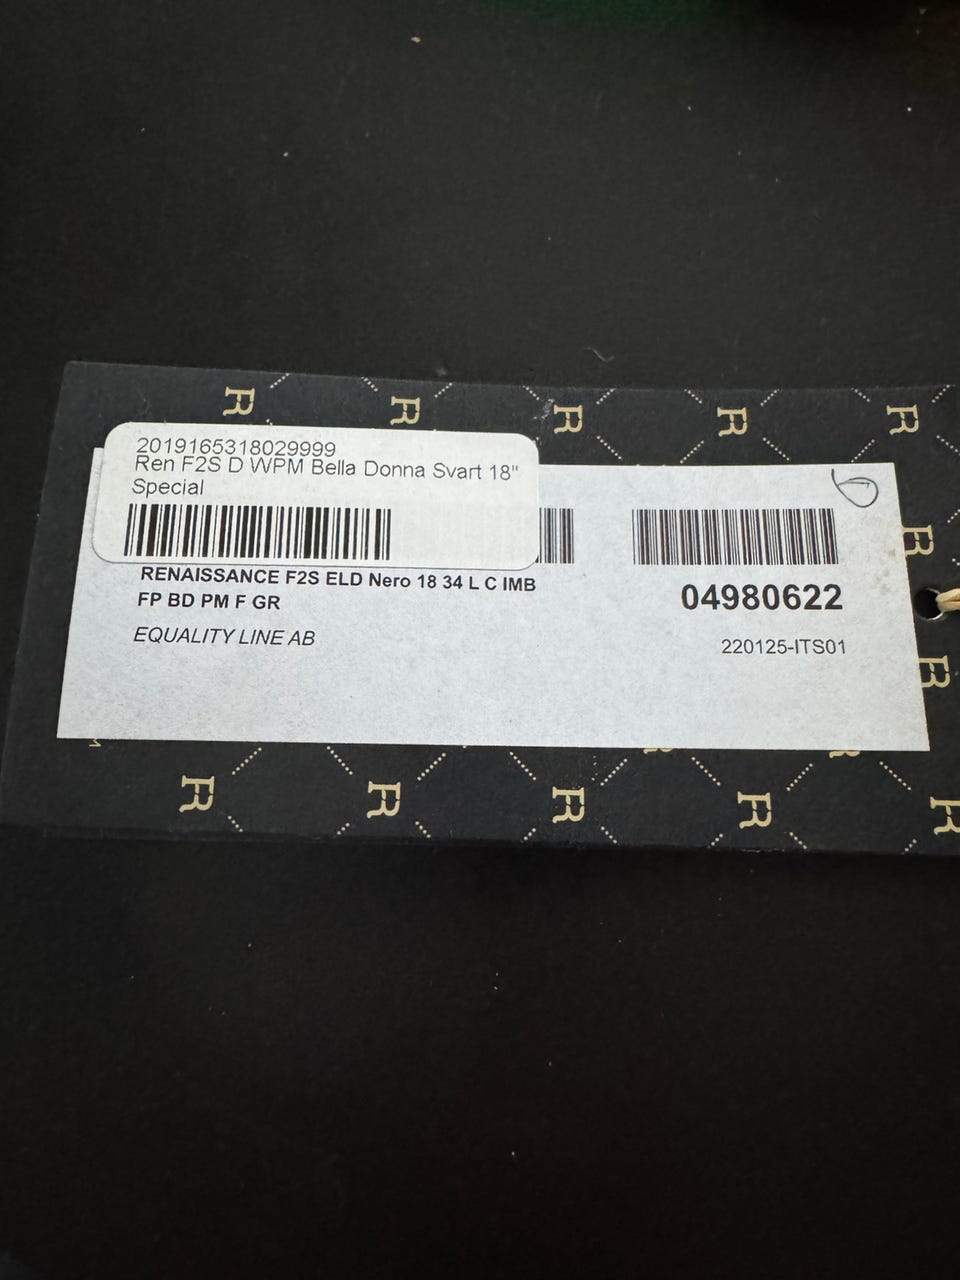 2019165318029999
Ren F2S D WPM Bella Donna Svart 18"
Special
RENAISSANCE F2S ELD Nero 18 34 L C IMB
FP BD PM F GR
EQUALITY LINE AB
04980622
220125-ITS01
R R R R R
R
R
R R R R R